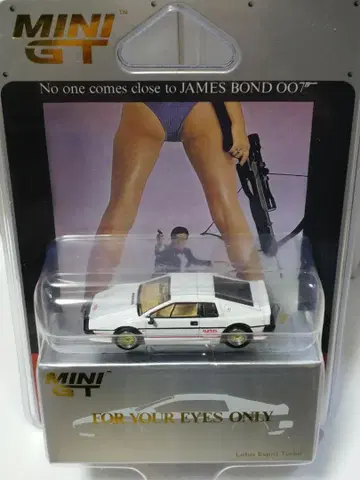 MINI
GT
No one comes close to JAMES BOND 007
MINI
GT
FOR YOUR EYES ONLY
Lotus Esprit Turbo